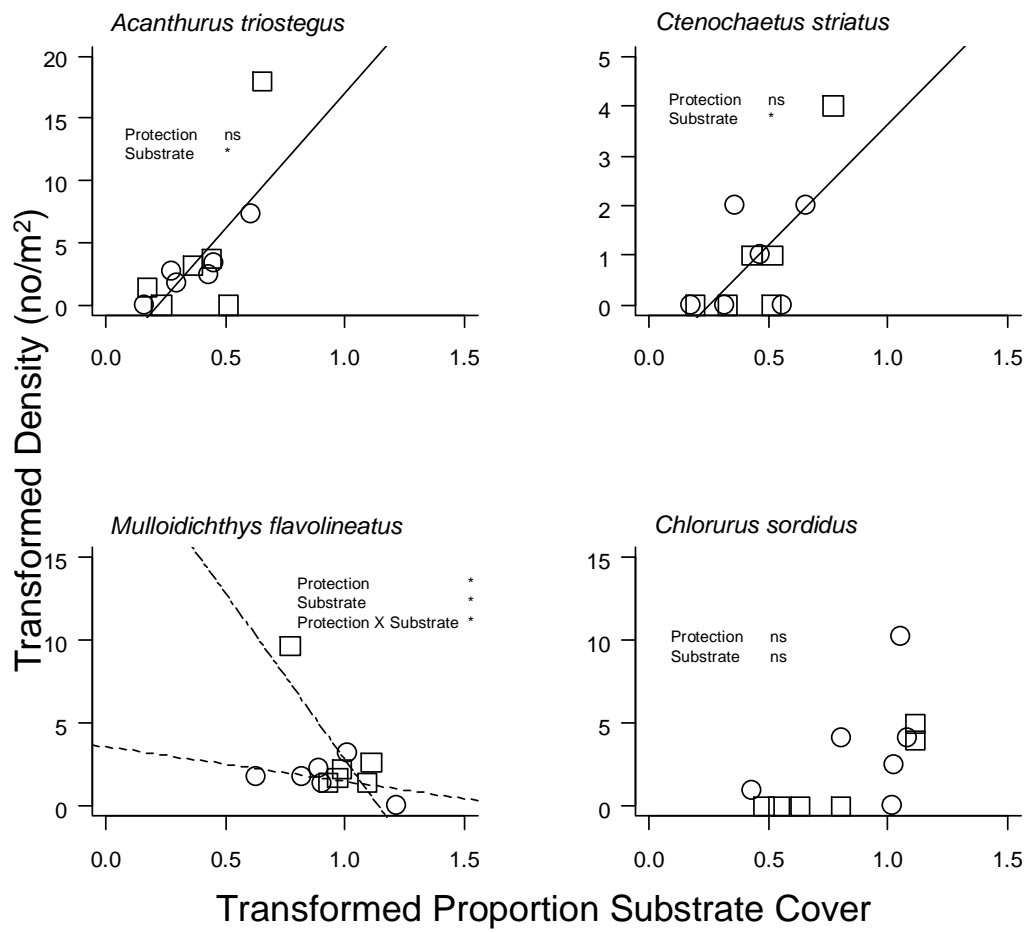 Acanthurus triostegus
Ctenochaetus striatus
20
15
10
5
0
Protection ns
Substrate *
0.0 0.5 1.0 1.5
5
4
3
2
1
0
Protection ns
Substrate *
0.0 0.5 1.0 1.5
Transformed Density (no/m2)
Mulloidichthys flavolineatus
Chlorurus sordidus
15
10
5
0
Protection *
Substrate *
Protection X Substrate *
0.0 0.5 1.0 1.5
15
10
5
0
Protection ns
Substrate ns
0.0 0.5 1.0 1.5
Transformed Proportion Substrate Cover